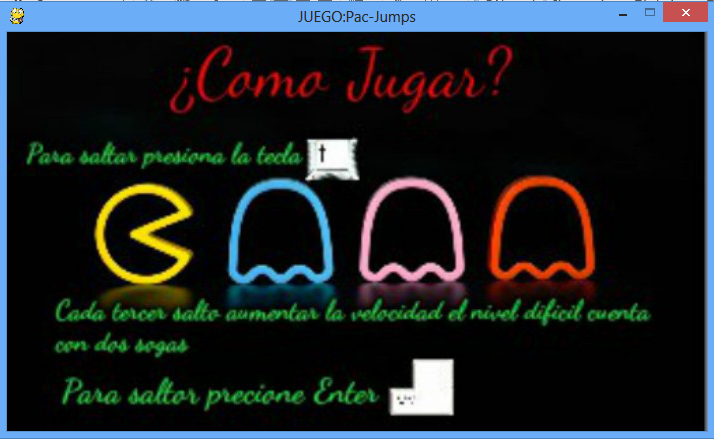 JUEGO:Pac-Jumps
¿Como Jugar?
Para saltar presiona la tecla
Cada tercer salto aumentar la velocidad el nivel dificil cuenta
con dos sogas
Para saltor precione Enter